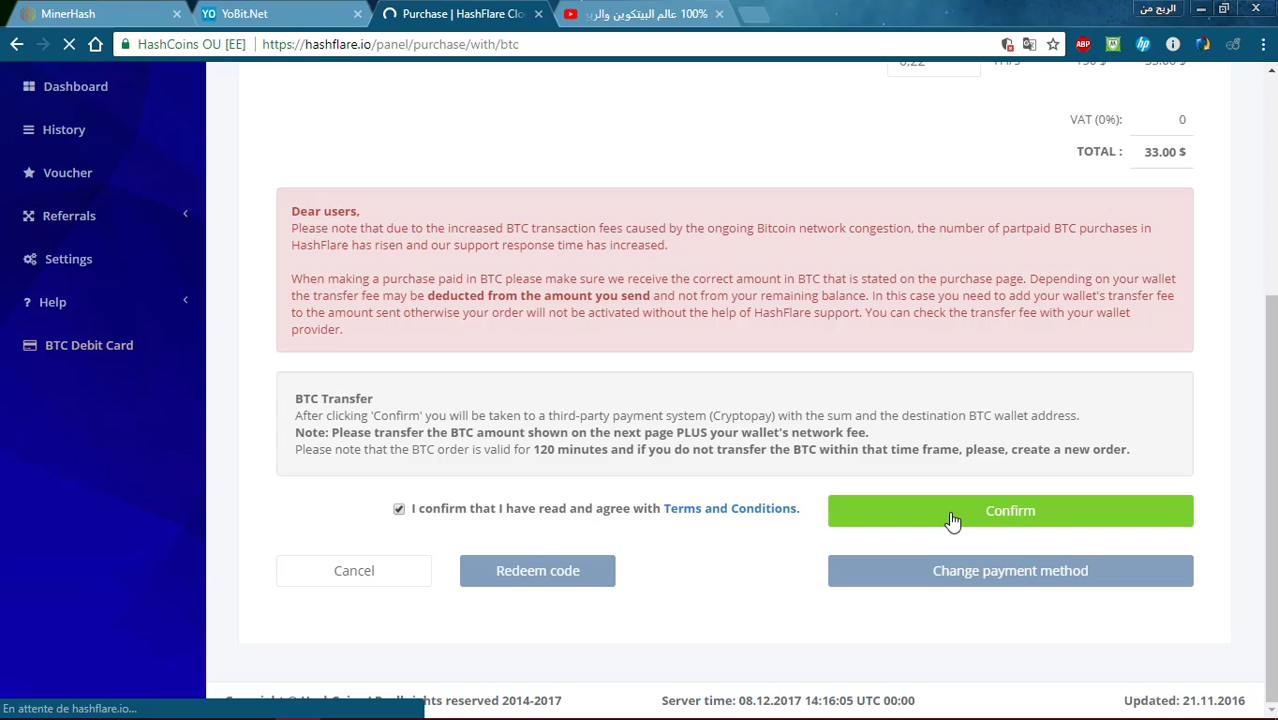 MinerHash
YoBit.Net
Purchase | HashFlare Clo
100% عالم البيتكوين والربح
الربح من
HashCoins OU [EE]
https://hashflare.io/panel/purchase/with/btc
ABP
Dashboard
History
Voucher
Referrals
Settings
Help
BTC Debit Card
VAT (0%): 0
TOTAL : 33.00 $
Dear users,
Please note that due to the increased BTC transaction fees caused by the ongoing Bitcoin network congestion, the number of partpaid BTC purchases in
HashFlare has risen and our support response time has increased.
When making a purchase paid in BTC please make sure we receive the correct amount in BTC that is stated on the purchase page. Depending on your wallet
the transfer fee may be deducted from the amount you send and not from your remaining balance. In this case you need to add your wallet's transfer fee
to the amount sent otherwise your order will not be activated without the help of HashFlare support. You can check the transfer fee with your wallet
provider.
BTC Transfer
After clicking 'Confirm' you will be taken to a third-party payment system (Cryptopay) with the sum and the destination BTC wallet address.
Note: Please transfer the BTC amount shown on the next page PLUS your wallet's network fee.
Please note that the BTC order is valid for 120 minutes and if you do not transfer the BTC within that time frame, please, create a new order.
I confirm that I have read and agree with Terms and Conditions.
Confirm
Cancel
Redeem code
Change payment method
rights reserved 2014-2017
Server time: 08.12.2017 14:16:05 UTC 00:00
Updated: 21.11.2016
En attente de hashflare.io...